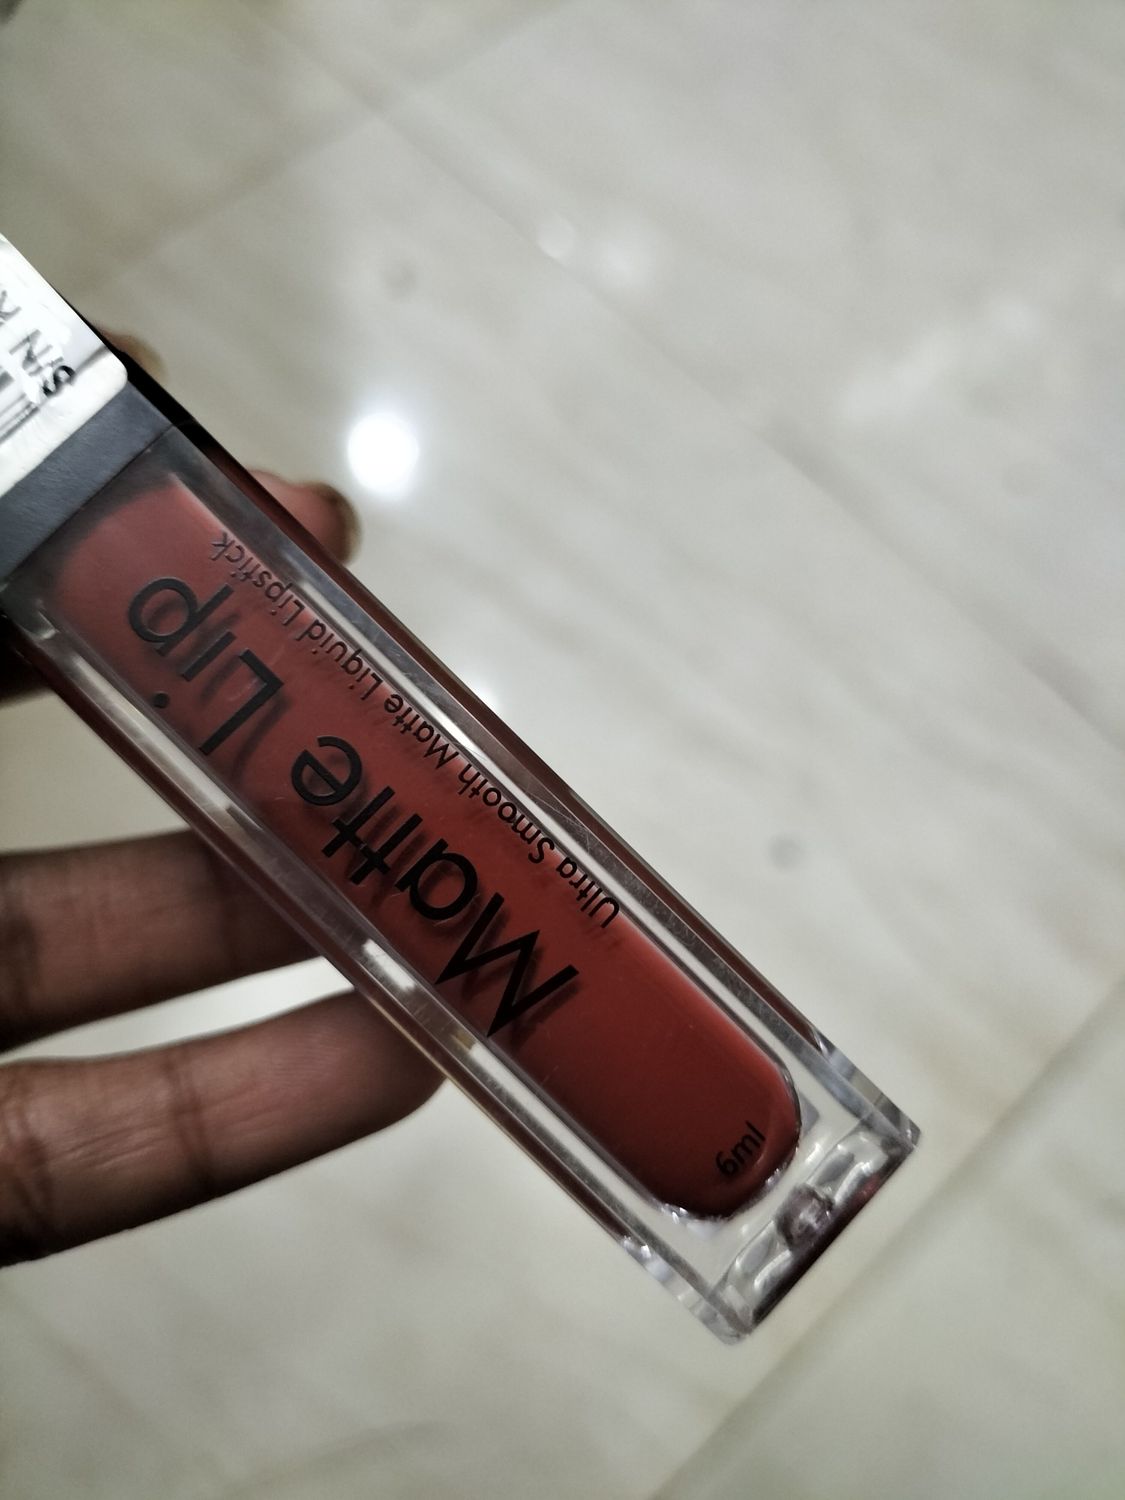 Matte Lip
Ultra Smooth Matte Liquid Lipstick
6ml